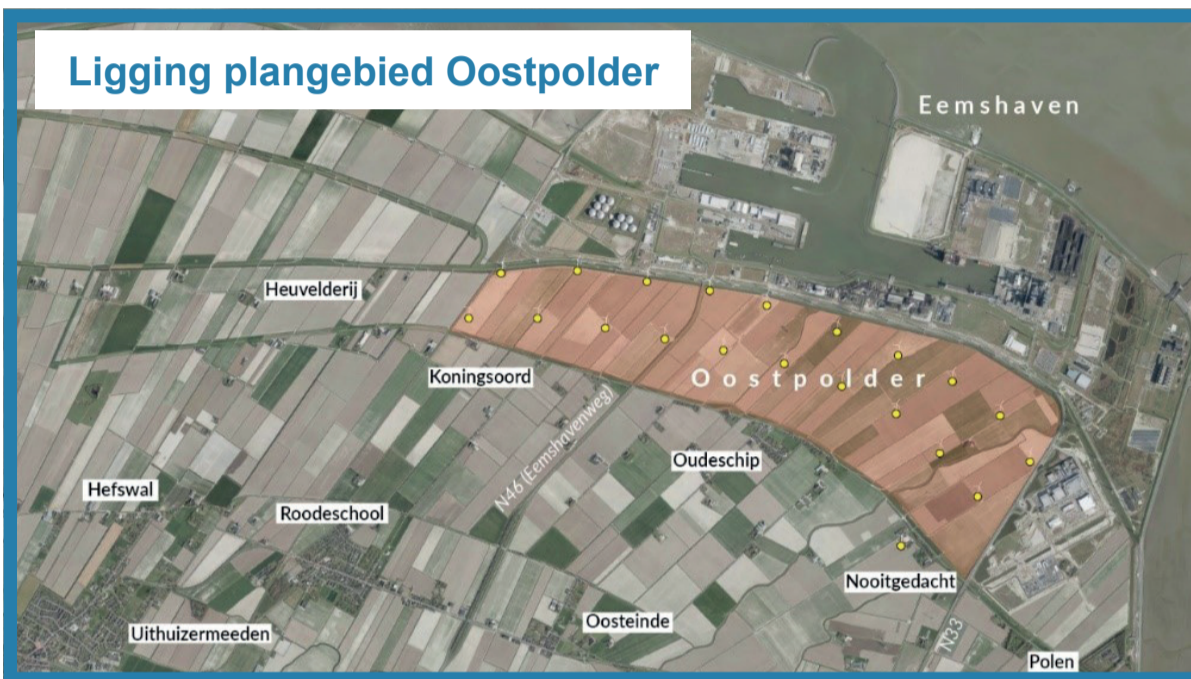 Ligging plangebied Oostpolder
Eemshaven
Heuvelderij
Koningsoord
Oostpolder
N46 (Eemshavenweg)
Oudeschip
Hefswal
Roodeschool
Nooitgedacht
Oosteinde
Uithuizermeeden
N33
Polen